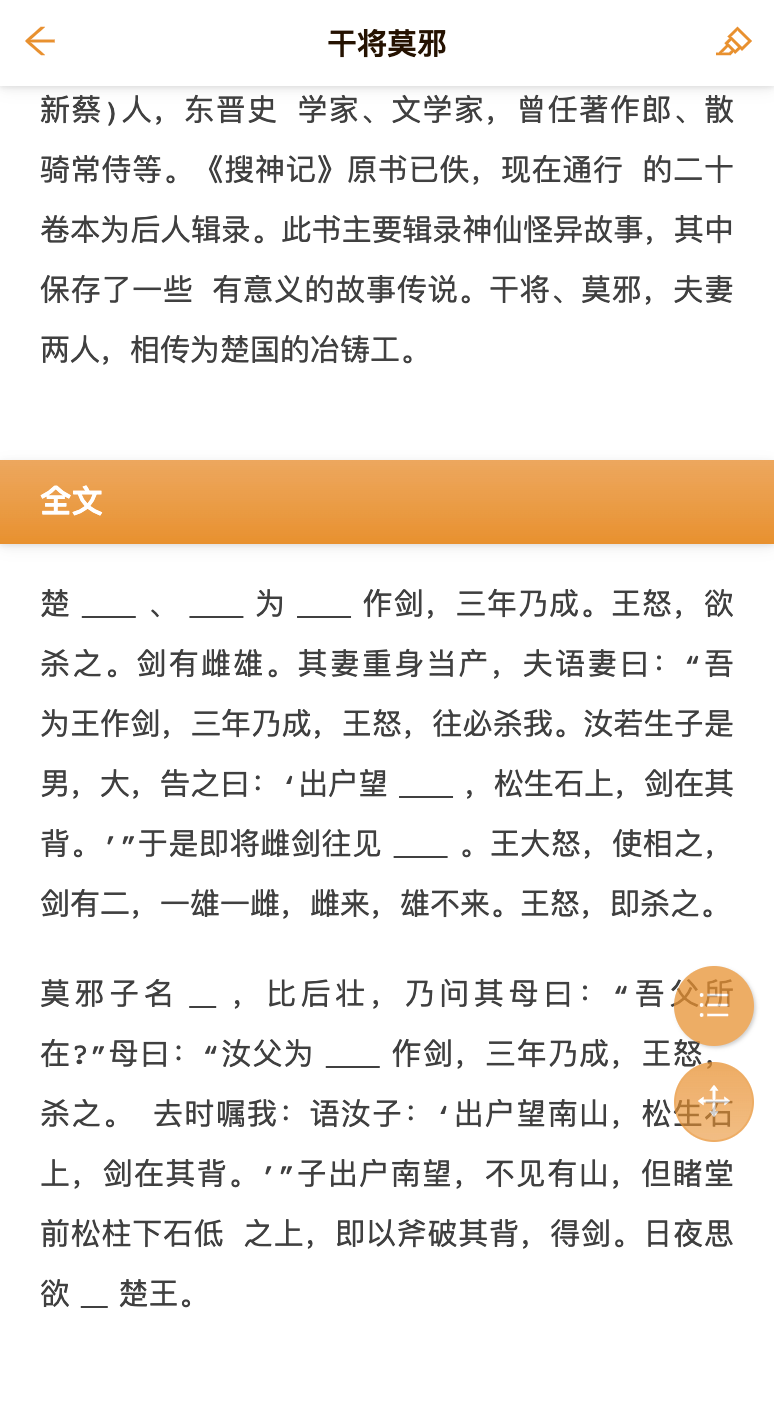 干将莫邪
新蔡)人，东晋史 学家、文学家，曾任著作郎、散
骑常侍等。《搜神记》原书已佚，现在通行 的二十
卷本为后人辑录。此书主要辑录神仙怪异故事，其中
保存了一些 有意义的故事传说。干将、莫邪，夫妻
两人，相传为楚国的冶铸工。
全文
楚 ____ 、 ____ 为 ____ 作剑，三年乃成。王怒，欲
杀之。剑有雌雄。其妻重身当产，夫语妻曰：“吾
为王作剑，三年乃成，王怒，往必杀我。汝若生子是
男，大，告之曰：‘出户望 ____ ，松生石上，剑在其
背。’”于是即将雌剑往见 ____ 。王大怒，使相之，
剑有二，一雄一雌，雌来，雄不来。王怒，即杀之。
莫邪子名 __ ，比后壮，乃问其母曰：“吾父所
在?”母曰：“汝父为 ____ 作剑，三年乃成，王怒，
杀之。 去时嘱我：语汝子：‘出户望南山，松生石
上，剑在其背。’”子出户南望，不见有山，但睹堂
前松柱下石低 之上，即以斧破其背，得剑。日夜思
欲 __ 楚王。